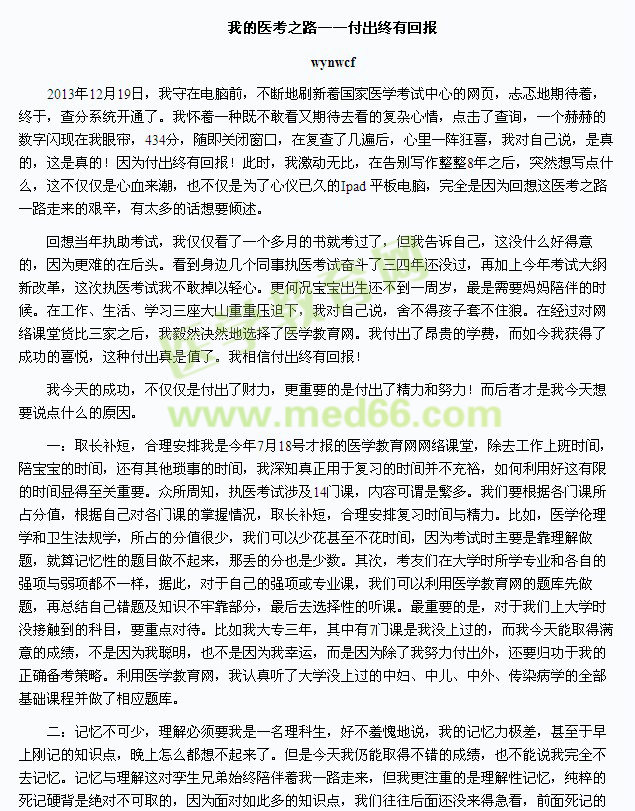 我的医考之路——付出终有回报
wynwcf
2013年12月19日，我守在电脑前，不断地刷新着国家医学考试中心的网页，忐忑地期待着，
终于，查分系统开通了。我怀着一种既不敢看又期待去看的复杂心情，点击了查询，一个赫赫的
数字闪现在我眼帘，434分，随即关闭窗口，在复查了几遍后，心里一阵狂喜，我对自己说，是真
的，这是真的！因为付出终有回报！此时，我激动无比，在告别写作整整8年之后，突然想写点什
么，这不仅仅是心血来潮，也不仅是为了心仪已久的Ipad 平板电脑，完全是因为回想这医考之路
一路走来的艰辛，有太多的话想要倾述。
回想当年执助考试，我仅仅看了一个多月的书就考过了，但我告诉自己，这没什么好得意
的，因为更难的在后头。看到身边几个同事执医考试奋斗了三四年还没过，再加上今年考试大纲
新改革，这次执医考试我不敢掉以轻心。更何况宝宝出生还不到一周岁，最是需要妈妈陪伴的时
候。在工作、生活、学习三座大山重重压迫下，我对自己说，舍不得孩子套不住狼。在经过对网
络课堂货比三家之后，我毅然决然地选择了医学教育网。我付出了昂贵的学费，而如今我获得了
成功的喜悦，这种付出真是值了。我相信付出终有回报！
医学教育网
我今天的成功，不仅仅是付出了财力，更重要的是付出了精力和努力！而后者才是我今天想
要说点什么的原因。
www.med66.com
一：取长补短，合理安排我是今年7月18号才报的医学教育网网络课堂，除去工作上班时间，
陪宝宝的时间，还有其他琐事的时间，我深知真正用于复习的时间并不充裕，如何利用好这有限
的时间显得至关重要。众所周知，执医考试涉及14门课，内容可谓是繁多。我们要根据各门课所
占分值，根据自己对各门课的掌握情况，取长补短，合理安排复习时间与精力。比如，医学伦理
学和卫生法规学，所占的分值很少，我们可以少花甚至不花时间，因为考试时主要是靠理解做
题，就算记忆性的题目做不起来，那丢的分也是少数。其次，考友们在大学时所学专业和各自的
强项与弱项都不一样，据此，对于自己的强项或专业课，我们可以利用医学教育网的题库先做
题，再总结自己错题及知识不牢靠部分，最后去选择性的听课。最重要的是，对于我们上大学时
没接触到的科目，要重点对待。比如我大专三年，其中有7门课是我没上过的，而我今天能取得满
意的成绩，不是因为我聪明，也不是因为我幸运，而是因为除了我努力付出外，还要归功于我的
正确备考策略。利用医学教育网，我认真听了大学没上过的中妇、中儿、中外、传染病学的全部
基础课程并做了相应题库。
二：记忆不可少，理解必须要我是一名理科生，好不羞愧地说，我的记忆力极差，甚至于早
上刚记的知识点，晚上怎么都想不起来了。但是今天我仍能取得不错的成绩，也不能说我完全不
去记忆。记忆与理解这对孪生兄弟始终陪伴着我一路走来，但我更注重的是理解性记忆，纯粹的
死记硬背是绝对不可取的，因为面对如此多的知识点，我们往往后面还没来得急看，前面死记的